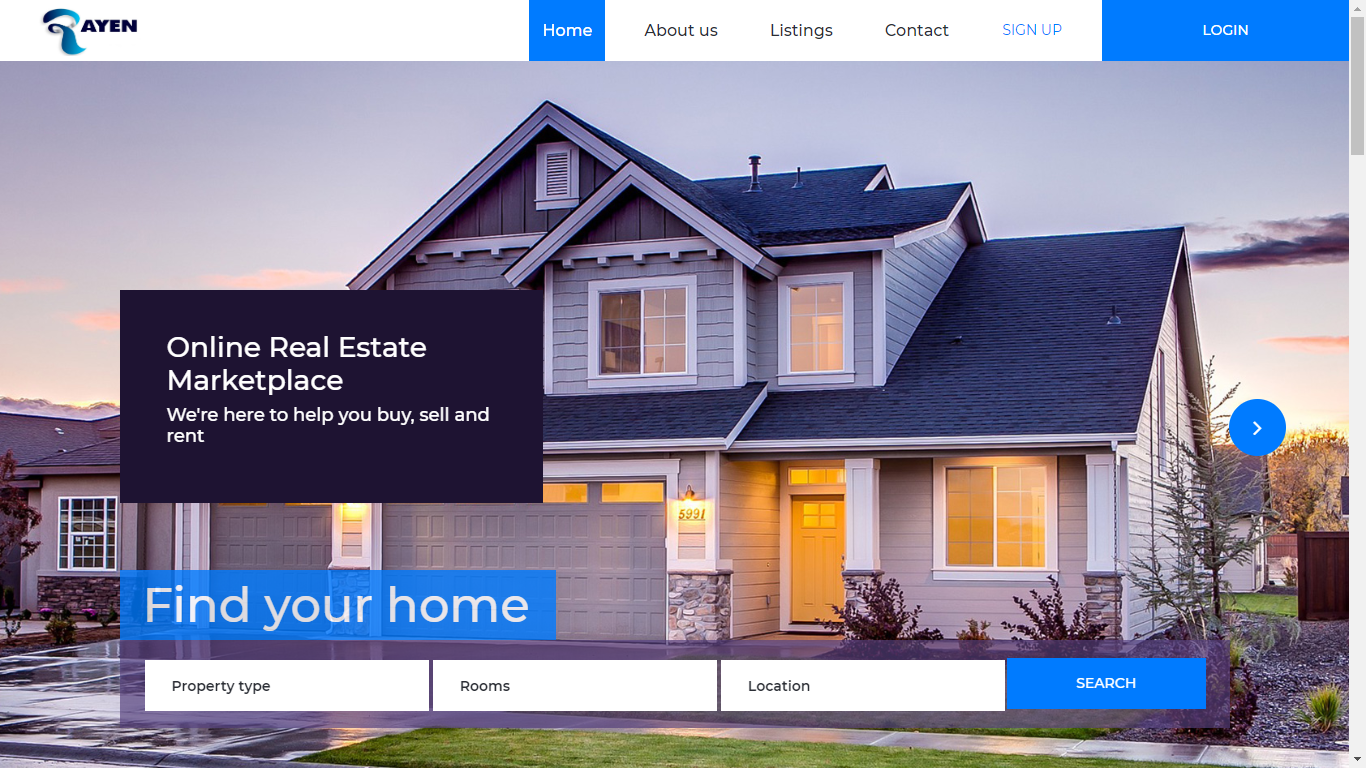 AYEN
Home
About us
Listings
Contact
SIGN UP
LOGIN
Online Real Estate
Marketplace
We're here to help you buy, sell and
rent
5991
Find your home
Property type
Rooms
Location
SEARCH